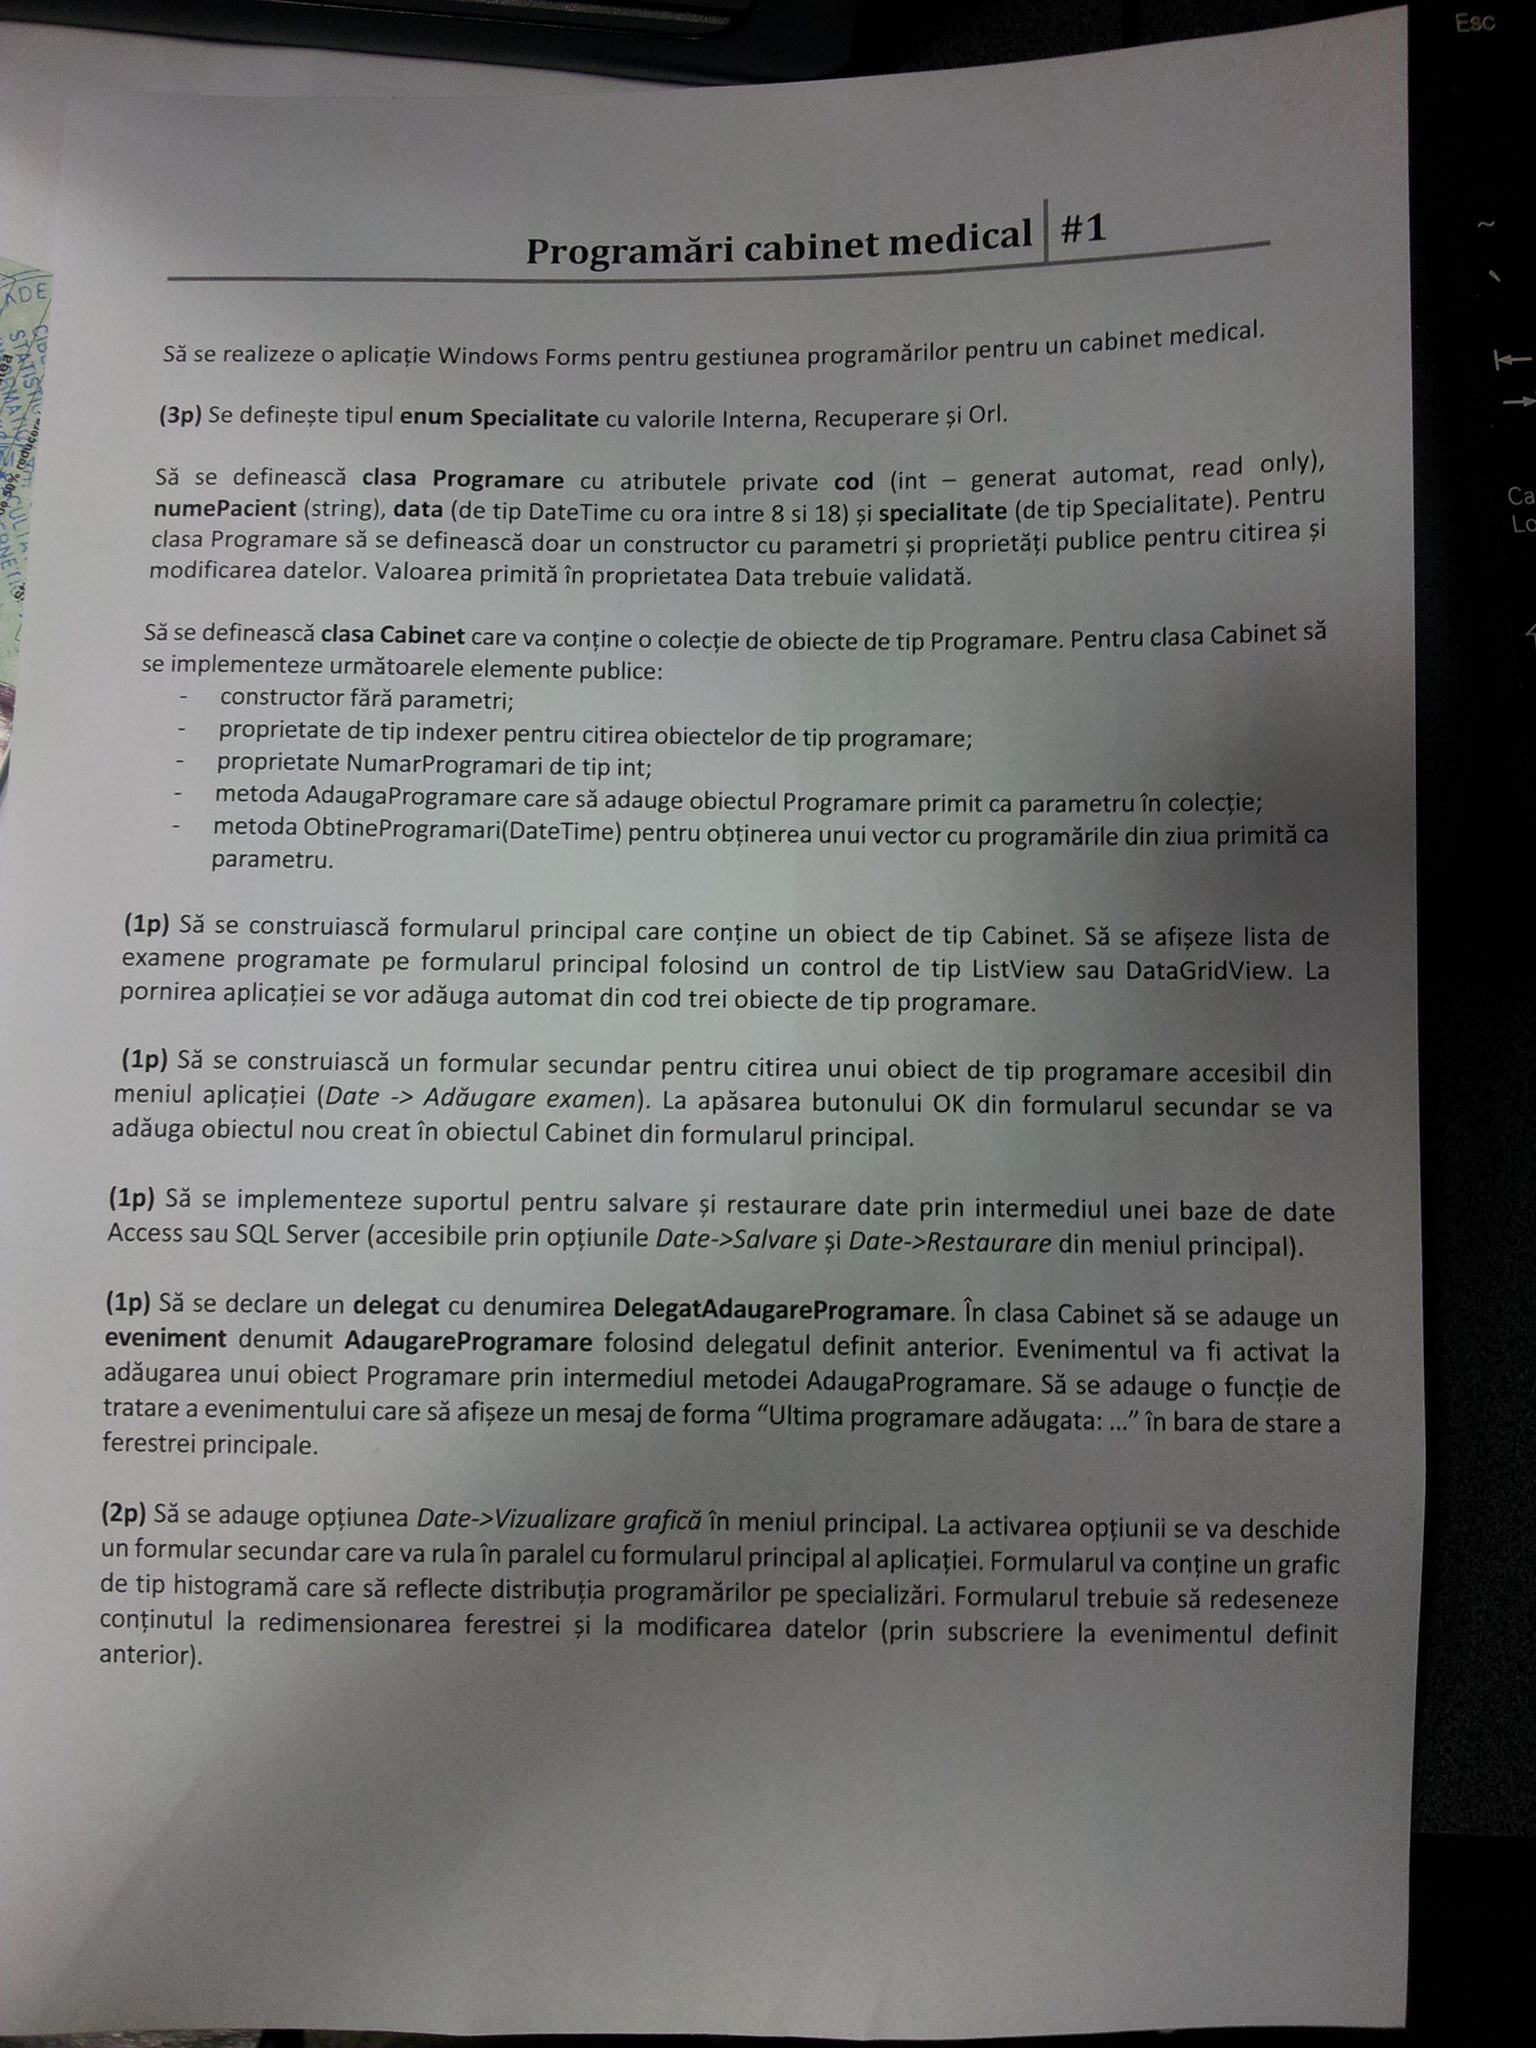 Esc
Programări cabinet medical #1
Să se realizeze o aplicație Windows Forms pentru gestiunea programărilor pentru un cabinet medical.
(3p) Se definește tipul enum Specialitate cu valorile Interna, Recuperare și Orl.
Să se definească clasa Programare cu atributele private cod (int – generat automat, read only),
numePacient (string), data (de tip DateTime cu ora intre 8 si 18) și specialitate (de tip Specialitate). Pentru
clasa Programare să se definească doar un constructor cu parametri și proprietăți publice pentru citirea și
modificarea datelor. Valoarea primită în proprietatea Data trebuie validată.
Să se definească clasa Cabinet care va conține o colecție de obiecte de tip Programare. Pentru clasa Cabinet să
se implementeze următoarele elemente publice:
- constructor fără parametri;
- proprietate de tip indexer pentru citirea obiectelor de tip programare;
- proprietate NumarProgramari de tip int;
- metoda AdaugaProgramare care să adauge obiectul Programare primit ca parametru în colecție;
- metoda ObtineProgramari(DateTime) pentru obținerea unui vector cu programările din ziua primită ca
parametru.
(1p) Să se construiască formularul principal care conține un obiect de tip Cabinet. Să se afișeze lista de
examene programate pe formularul principal folosind un control de tip ListView sau DataGridView. La
pornirea aplicației se vor adăuga automat din cod trei obiecte de tip programare.
(1p) Să se construiască un formular secundar pentru citirea unui obiect de tip programare accesibil din
meniul aplicației (Date -> Adăugare examen). La apăsarea butonului OK din formularul secundar se va
adăuga obiectul nou creat în obiectul Cabinet din formularul principal.
(1p) Să se implementeze suportul pentru salvare și restaurare date prin intermediul unei baze de date
Access sau SQL Server (accesibile prin opțiunile Date->Salvare și Date->Restaurare din meniul principal).
(1p) Să se declare un delegat cu denumirea DelegatAdaugareProgramare. În clasa Cabinet să se adauge un
eveniment denumit AdaugareProgramare folosind delegatul definit anterior. Evenimentul va fi activat la
adăugarea unui obiect Programare prin intermediul metodei AdaugaProgramare. Să se adauge o funcție de
tratare a evenimentului care să afișeze un mesaj de forma “Ultima programare adăugata: ...” în bara de stare a
ferestrei principale.
(2p) Să se adauge opțiunea Date->Vizualizare grafică în meniul principal. La activarea opțiunii se va deschide
un formular secundar care va rula în paralel cu formularul principal al aplicației. Formularul va conține un grafic
de tip histogramă care să reflecte distribuția programărilor pe specializări. Formularul trebuie să redeseneze
conținutul la redimensionarea ferestrei și la modificarea datelor (prin subscriere la evenimentul definit
anterior).